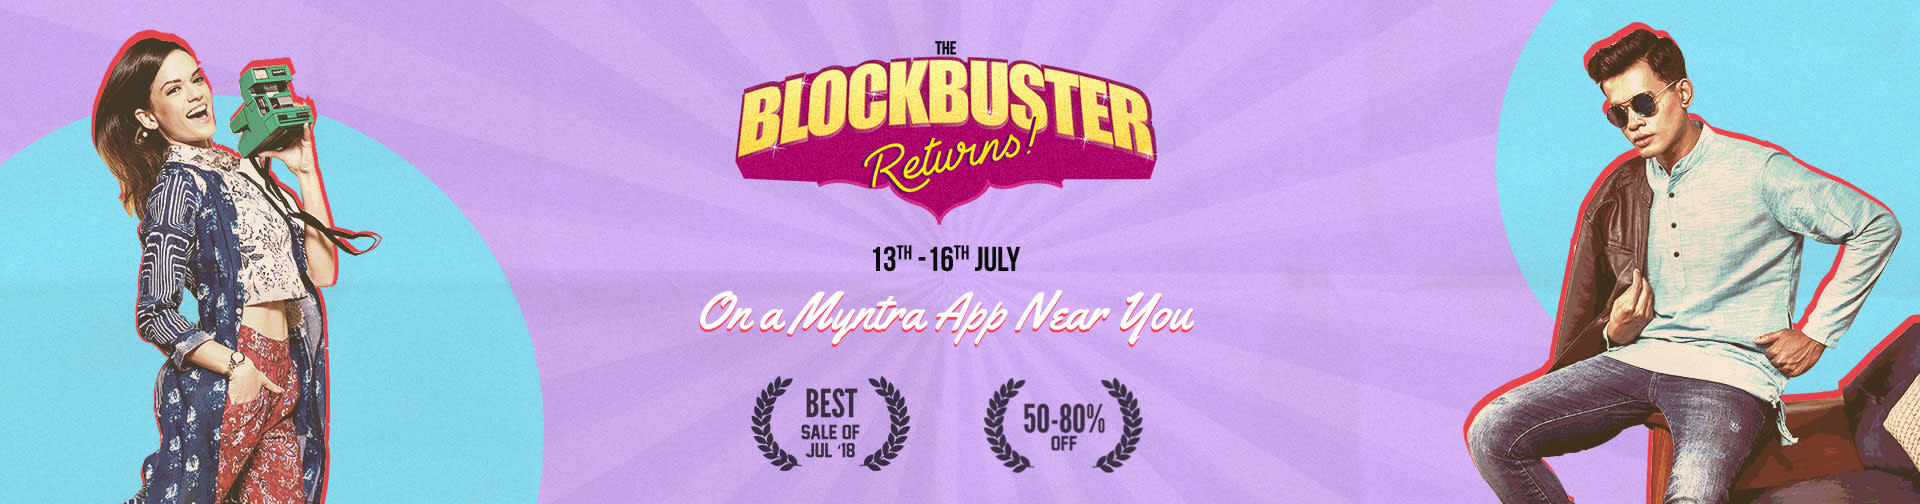 THE
BLOCKBUSTER
Returns!
13TH - 16TH JULY
On a Myntra App Near You
BEST
SALE OF
JUL '18
50-80%
OFF